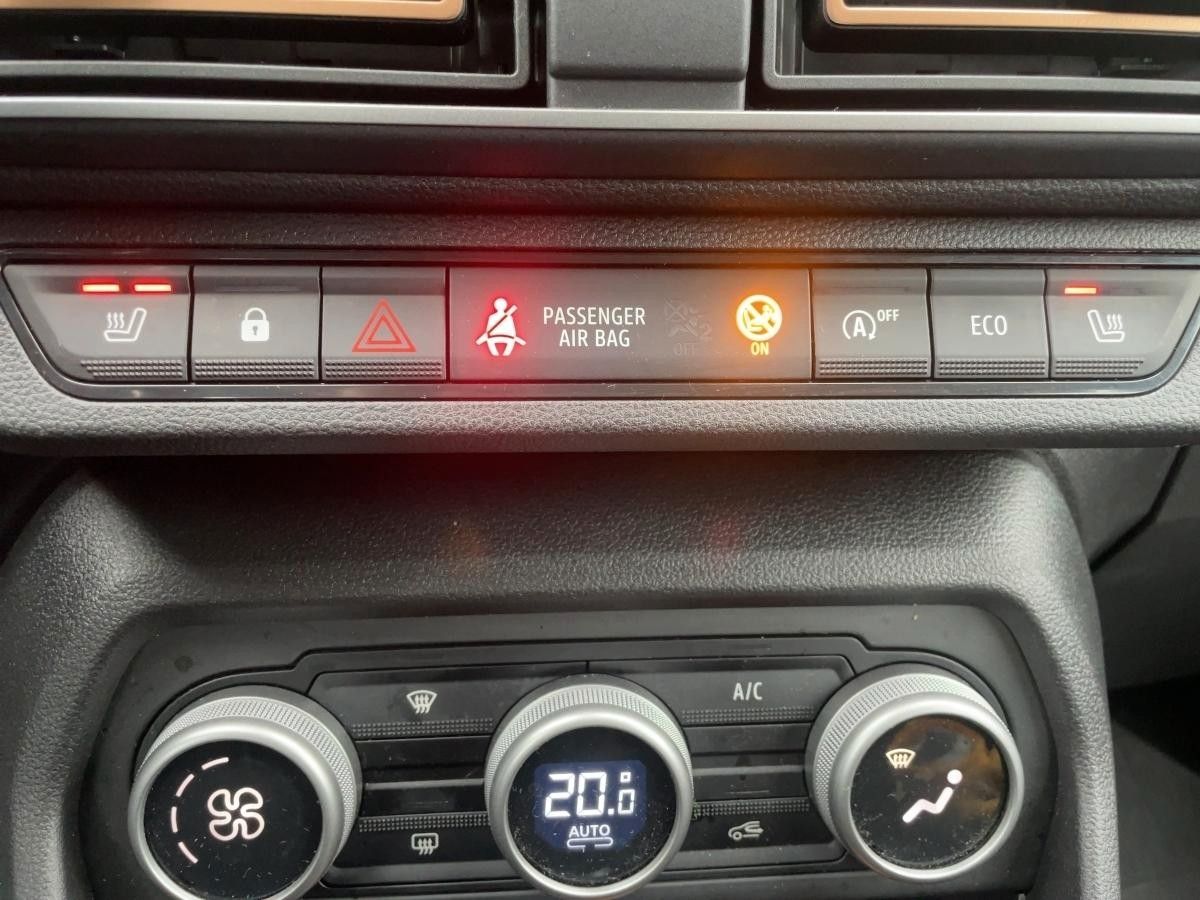 PASSENGER
AIR BAG
OFF
ON
A OFF
ECO
A/C
20.0
AUTO